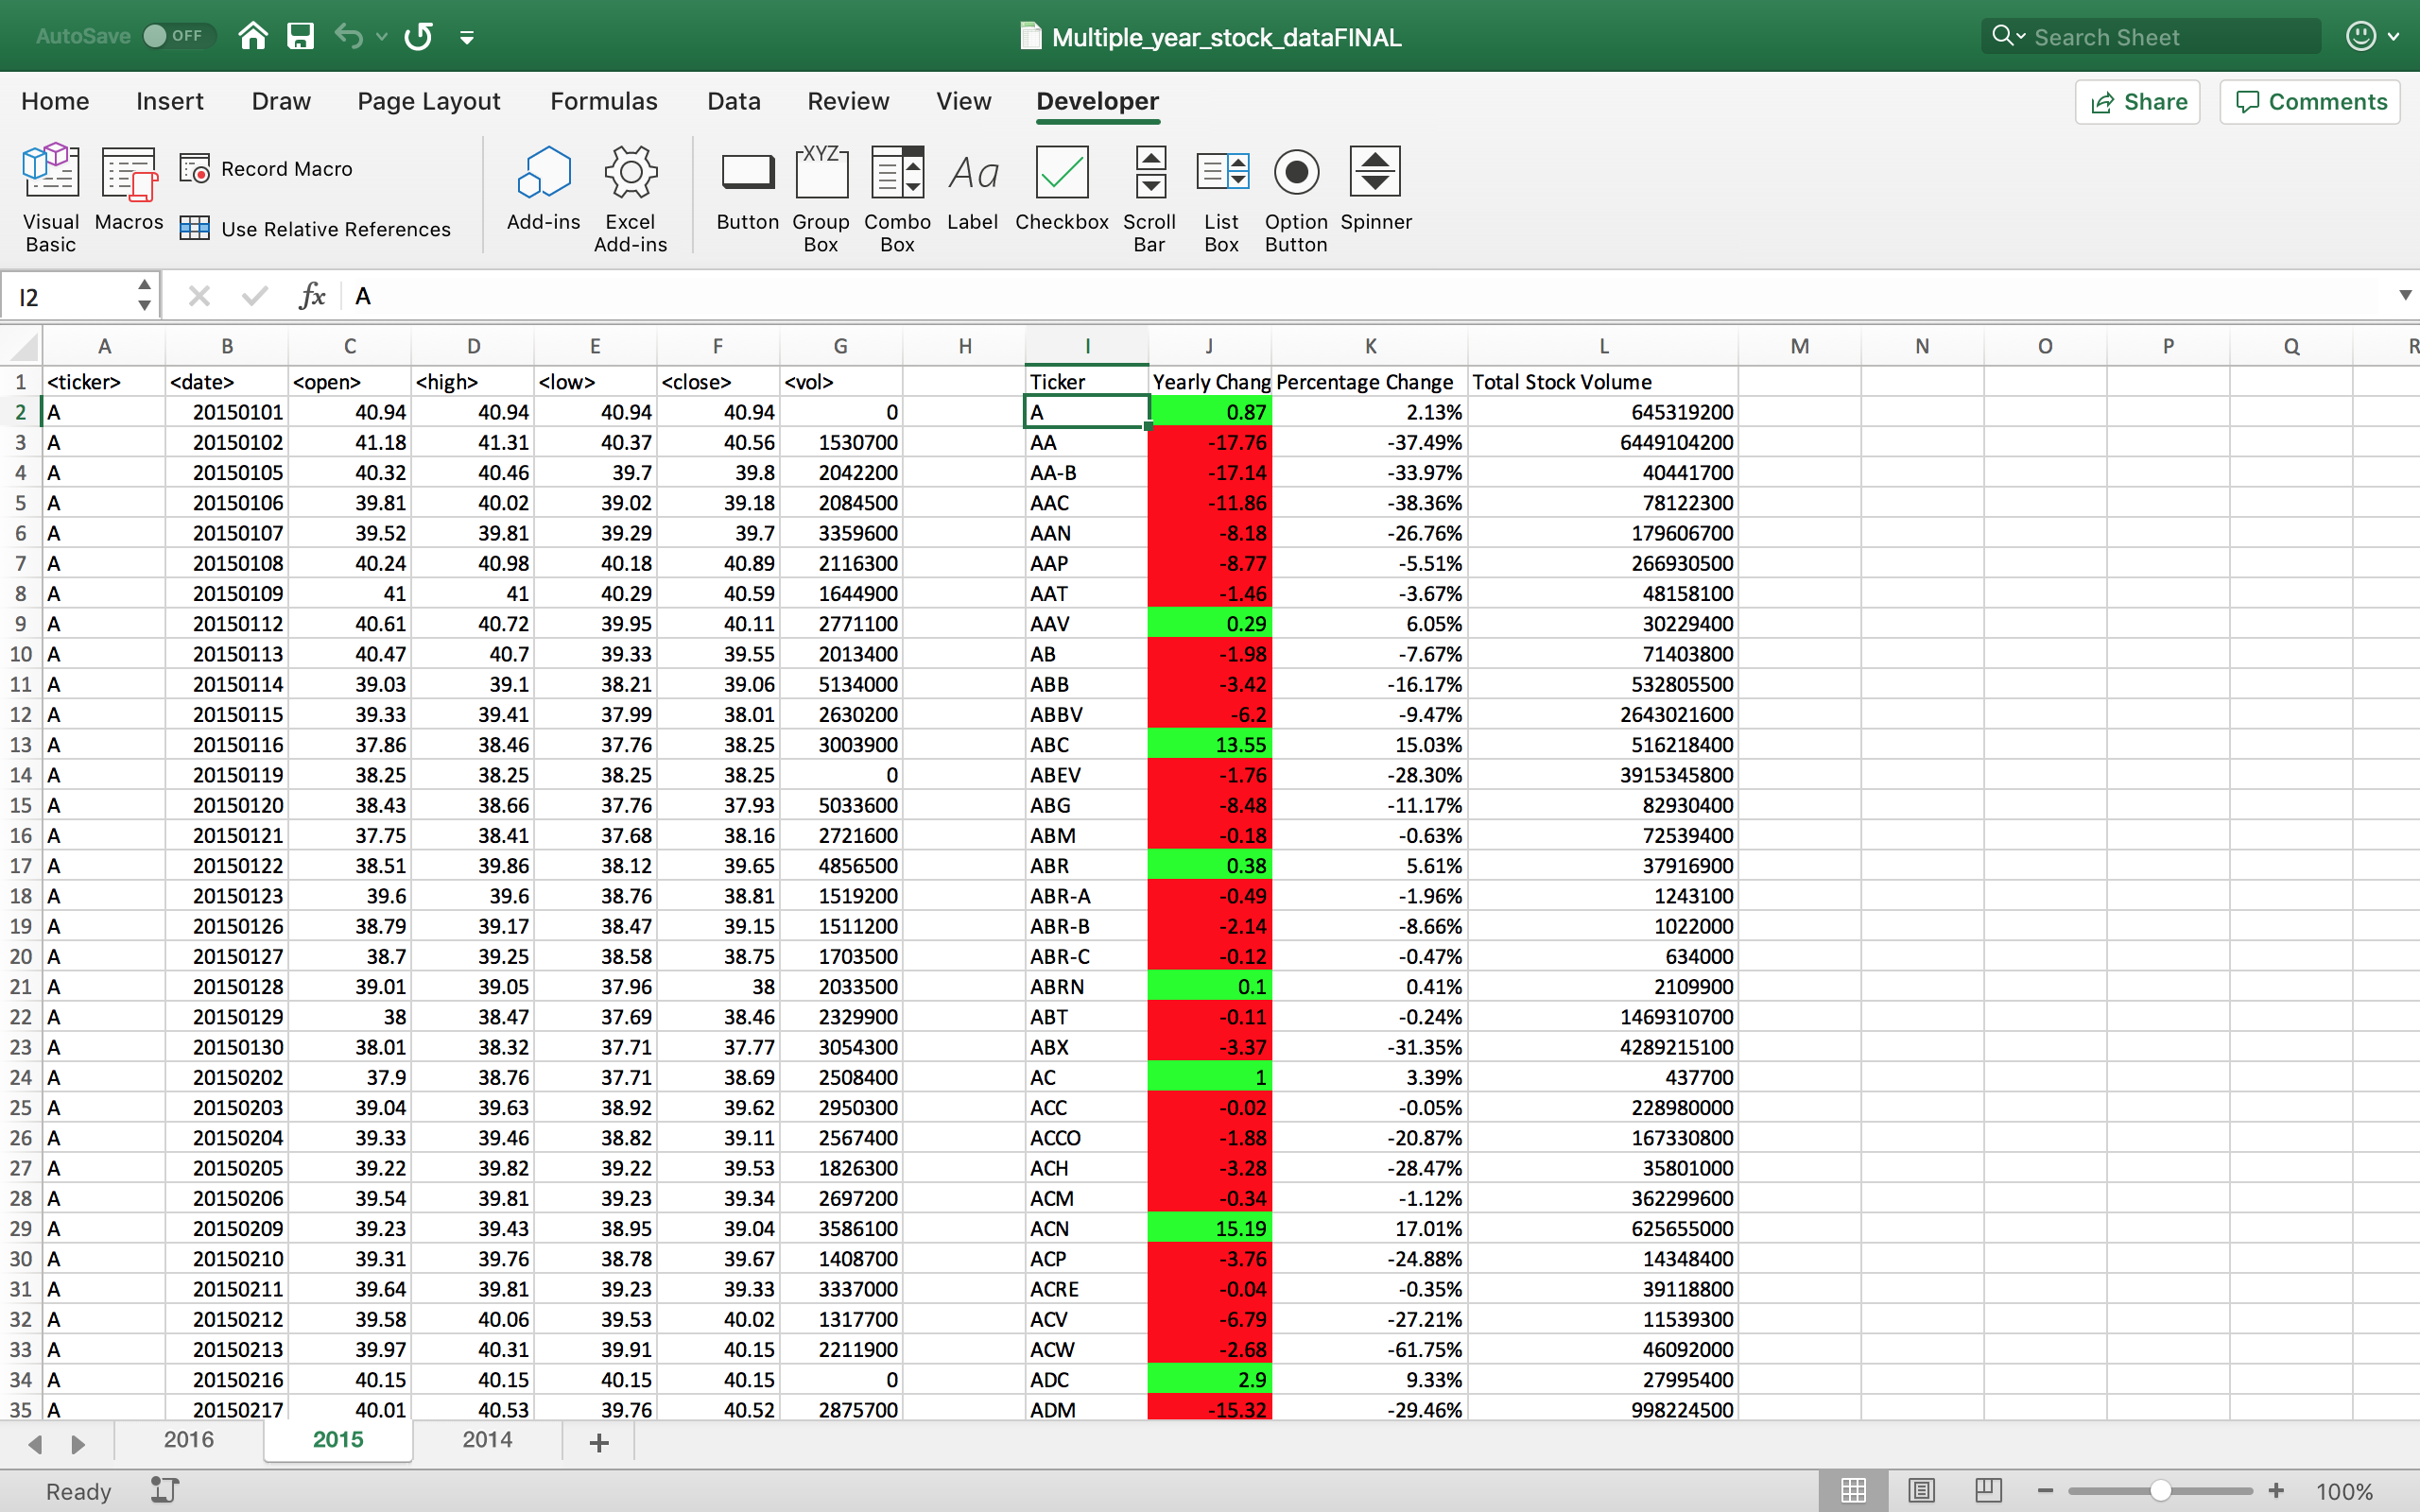 AutoSave OFF Multiple_year_stock_dataFINAL Search Sheet
Home Insert Draw Page Layout Formulas Data Review View Developer Share Comments
Visual Basic Macros Record Macro Use Relative References Add-ins Excel Add-ins Button Group Box Combo Box Label Checkbox Scroll Bar List Box Option Button Spinner
XYZ Aa
I2 fx A
A B C D E F G H I J K L M N O P Q R
1 <ticker> <date> <open> <high> <low> <close> <vol> Ticker Yearly Chang Percentage Change Total Stock Volume
2 A 20150101 40.94 40.94 40.94 40.94 0 A 0.87 2.13% 645319200
3 A 20150102 41.18 41.31 40.37 40.56 1530700 AA -17.76 -37.49% 6449104200
4 A 20150105 40.32 40.46 39.7 39.8 2042200 AA-B -17.14 -33.97% 40441700
5 A 20150106 39.81 40.02 39.02 39.18 2084500 AAC -11.86 -38.36% 78122300
6 A 20150107 39.52 39.81 39.29 39.7 3359600 AAN -8.18 -26.76% 179606700
7 A 20150108 40.24 40.98 40.18 40.89 2116300 AAP -8.77 -5.51% 266930500
8 A 20150109 41 41 40.29 40.59 1644900 AAT -1.46 -3.67% 48158100
9 A 20150112 40.61 40.72 39.95 40.11 2771100 AAV 0.29 6.05% 30229400
10 A 20150113 40.47 40.7 39.33 39.55 2013400 AB -1.98 -7.67% 71403800
11 A 20150114 39.03 39.1 38.21 39.06 5134000 ABB -3.42 -16.17% 532805500
12 A 20150115 39.33 39.41 37.99 38.01 2630200 ABBV -6.2 -9.47% 2643021600
13 A 20150116 37.86 38.46 37.76 38.25 3003900 ABC 13.55 15.03% 516218400
14 A 20150119 38.25 38.25 38.25 38.25 0 ABEV -1.76 -28.30% 3915345800
15 A 20150120 38.43 38.66 37.76 37.93 5033600 ABG -8.48 -11.17% 82930400
16 A 20150121 37.75 38.41 37.68 38.16 2721600 ABM -0.18 -0.63% 72539400
17 A 20150122 38.51 39.86 38.12 39.65 4856500 ABR 0.38 5.61% 37916900
18 A 20150123 39.6 39.6 38.76 38.81 1519200 ABR-A -0.49 -1.96% 1243100
19 A 20150126 38.79 39.17 38.47 39.15 1511200 ABR-B -2.14 -8.66% 1022000
20 A 20150127 38.7 39.25 38.58 38.75 1703500 ABR-C -0.12 -0.47% 634000
21 A 20150128 39.01 39.05 37.96 38 2033500 ABRN 0.1 0.41% 2109900
22 A 20150129 38 38.47 37.69 38.46 2329900 ABT -0.11 -0.24% 1469310700
23 A 20150130 38.01 38.32 37.71 37.77 3054300 ABX -3.37 -31.35% 4289215100
24 A 20150202 37.9 38.76 37.71 38.69 2508400 AC 1 3.39% 437700
25 A 20150203 39.04 39.63 38.92 39.62 2950300 ACC -0.02 -0.05% 228980000
26 A 20150204 39.33 39.46 38.82 39.11 2567400 ACCO -1.88 -20.87% 167330800
27 A 20150205 39.22 39.82 39.22 39.53 1826300 ACH -3.28 -28.47% 35801000
28 A 20150206 39.54 39.81 39.23 39.34 2697200 ACM -0.34 -1.12% 362299600
29 A 20150209 39.23 39.43 38.95 39.04 3586100 ACN 15.19 17.01% 625655000
30 A 20150210 39.31 39.76 38.78 39.67 1408700 ACP -3.76 -24.88% 14348400
31 A 20150211 39.64 39.81 39.23 39.33 3337000 ACRE -0.04 -0.35% 39118800
32 A 20150212 39.58 40.06 39.53 40.02 1317700 ACV -6.79 -27.21% 11539300
33 A 20150213 39.97 40.31 39.91 40.15 2211900 ACW -2.68 -61.75% 46092000
34 A 20150216 40.15 40.15 40.15 40.15 0 ADC 2.9 9.33% 27995400
35 A 20150217 40.01 40.53 39.76 40.52 2875700 ADM -15.32 -29.46% 998224500
2016 2015 2014 +
Ready 100%